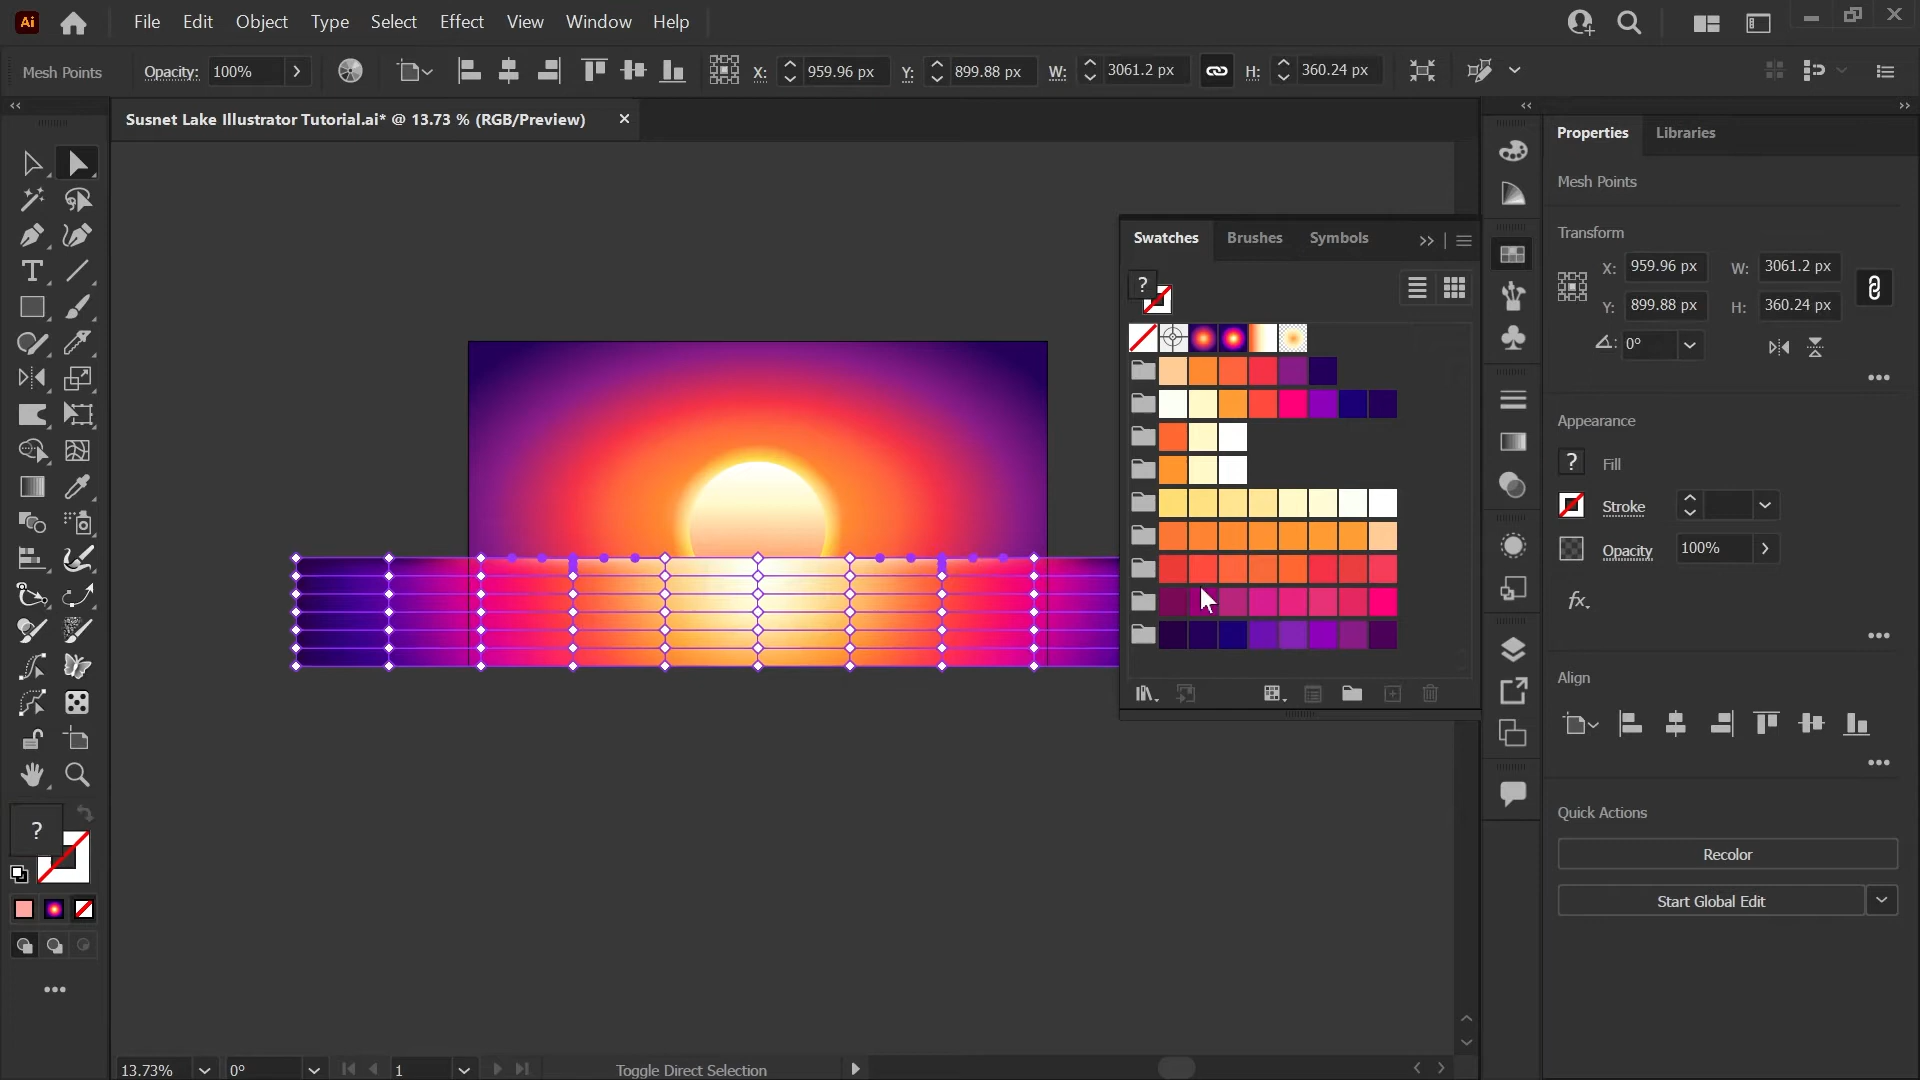 Ai File Edit Object Type Select Effect View Window Help
Mesh Points Opacity: 100% X: 959.96 px Y: 899.88 px W: 3061.2 px H: 360.24 px
Susnet Lake Illustrator Tutorial.ai* @ 13.73 % (RGB/Preview)
Properties Libraries
Mesh Points
Transform
X: 959.96 px W: 3061.2 px
Y: 899.88 px H: 360.24 px
0°
Appearance
? Fill
Stroke
Opacity 100%
fx
Align
Quick Actions
Recolor
Start Global Edit
Swatches Brushes Symbols
?
T
?
13.73% 0° 1 Toggle Direct Selection